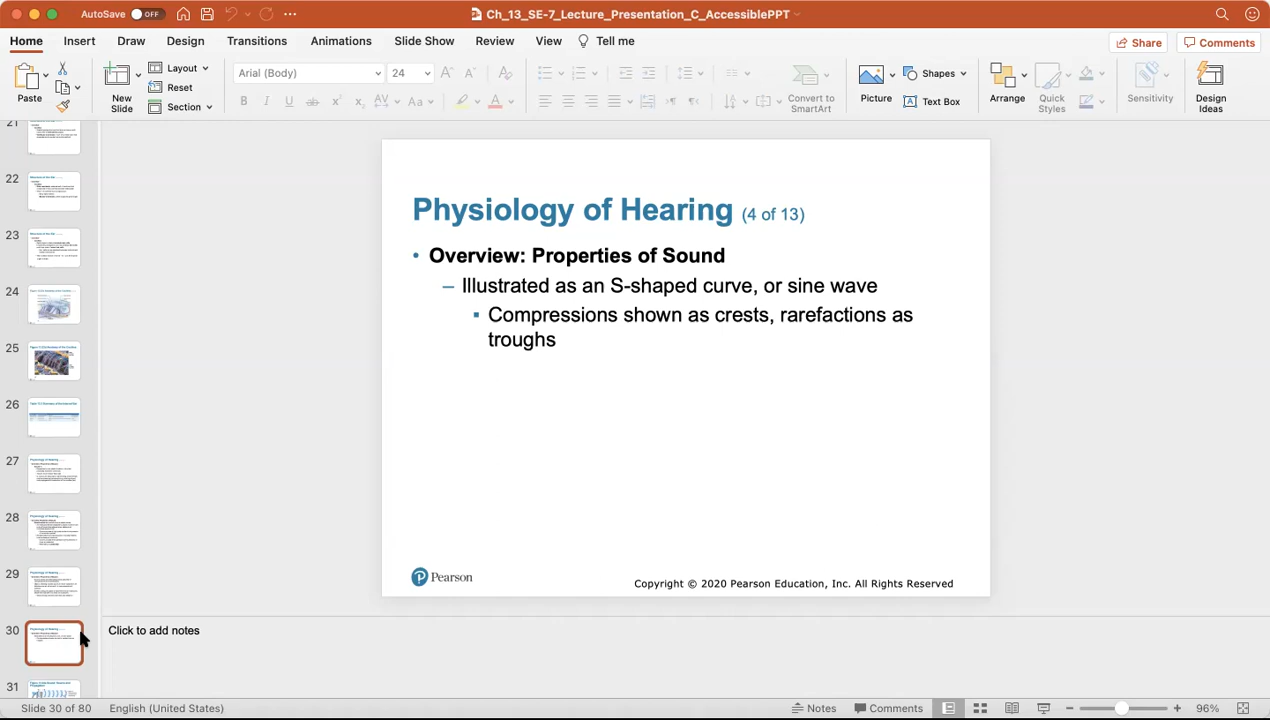 AutoSave OFF
Ch_13_SE-7_Lecture_Presentation_C_AccessiblePPT
Home Insert Draw Design Transitions Animations Slide Show Review View Tell me Share Comments
Paste
New Slide
Layout
Reset
Section
Arial (Body) 24
Convert to SmartArt
Picture
Shapes
Text Box
Arrange
Quick Styles
Sensitivity
Design Ideas
21
22
23
24
25
26
27
28
29
30
31
Physiology of Hearing (4 of 13)
• Overview: Properties of Sound
– Illustrated as an S-shaped curve, or sine wave
▪ Compressions shown as crests, rarefactions as
troughs
Pearson
Copyright © 2020 Pearson Education, Inc. All Rights Reserved
Click to add notes
Slide 30 of 80 English (United States) Notes Comments 96%